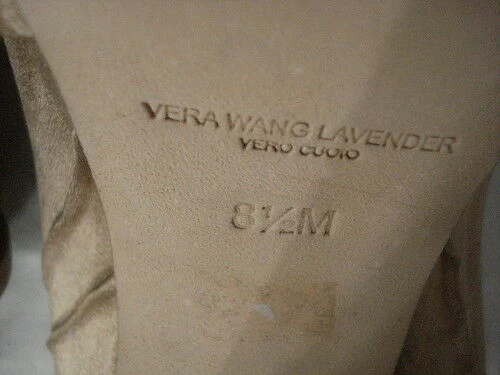 VERA WANG LAVENDER
VERO CUOIO
8½M